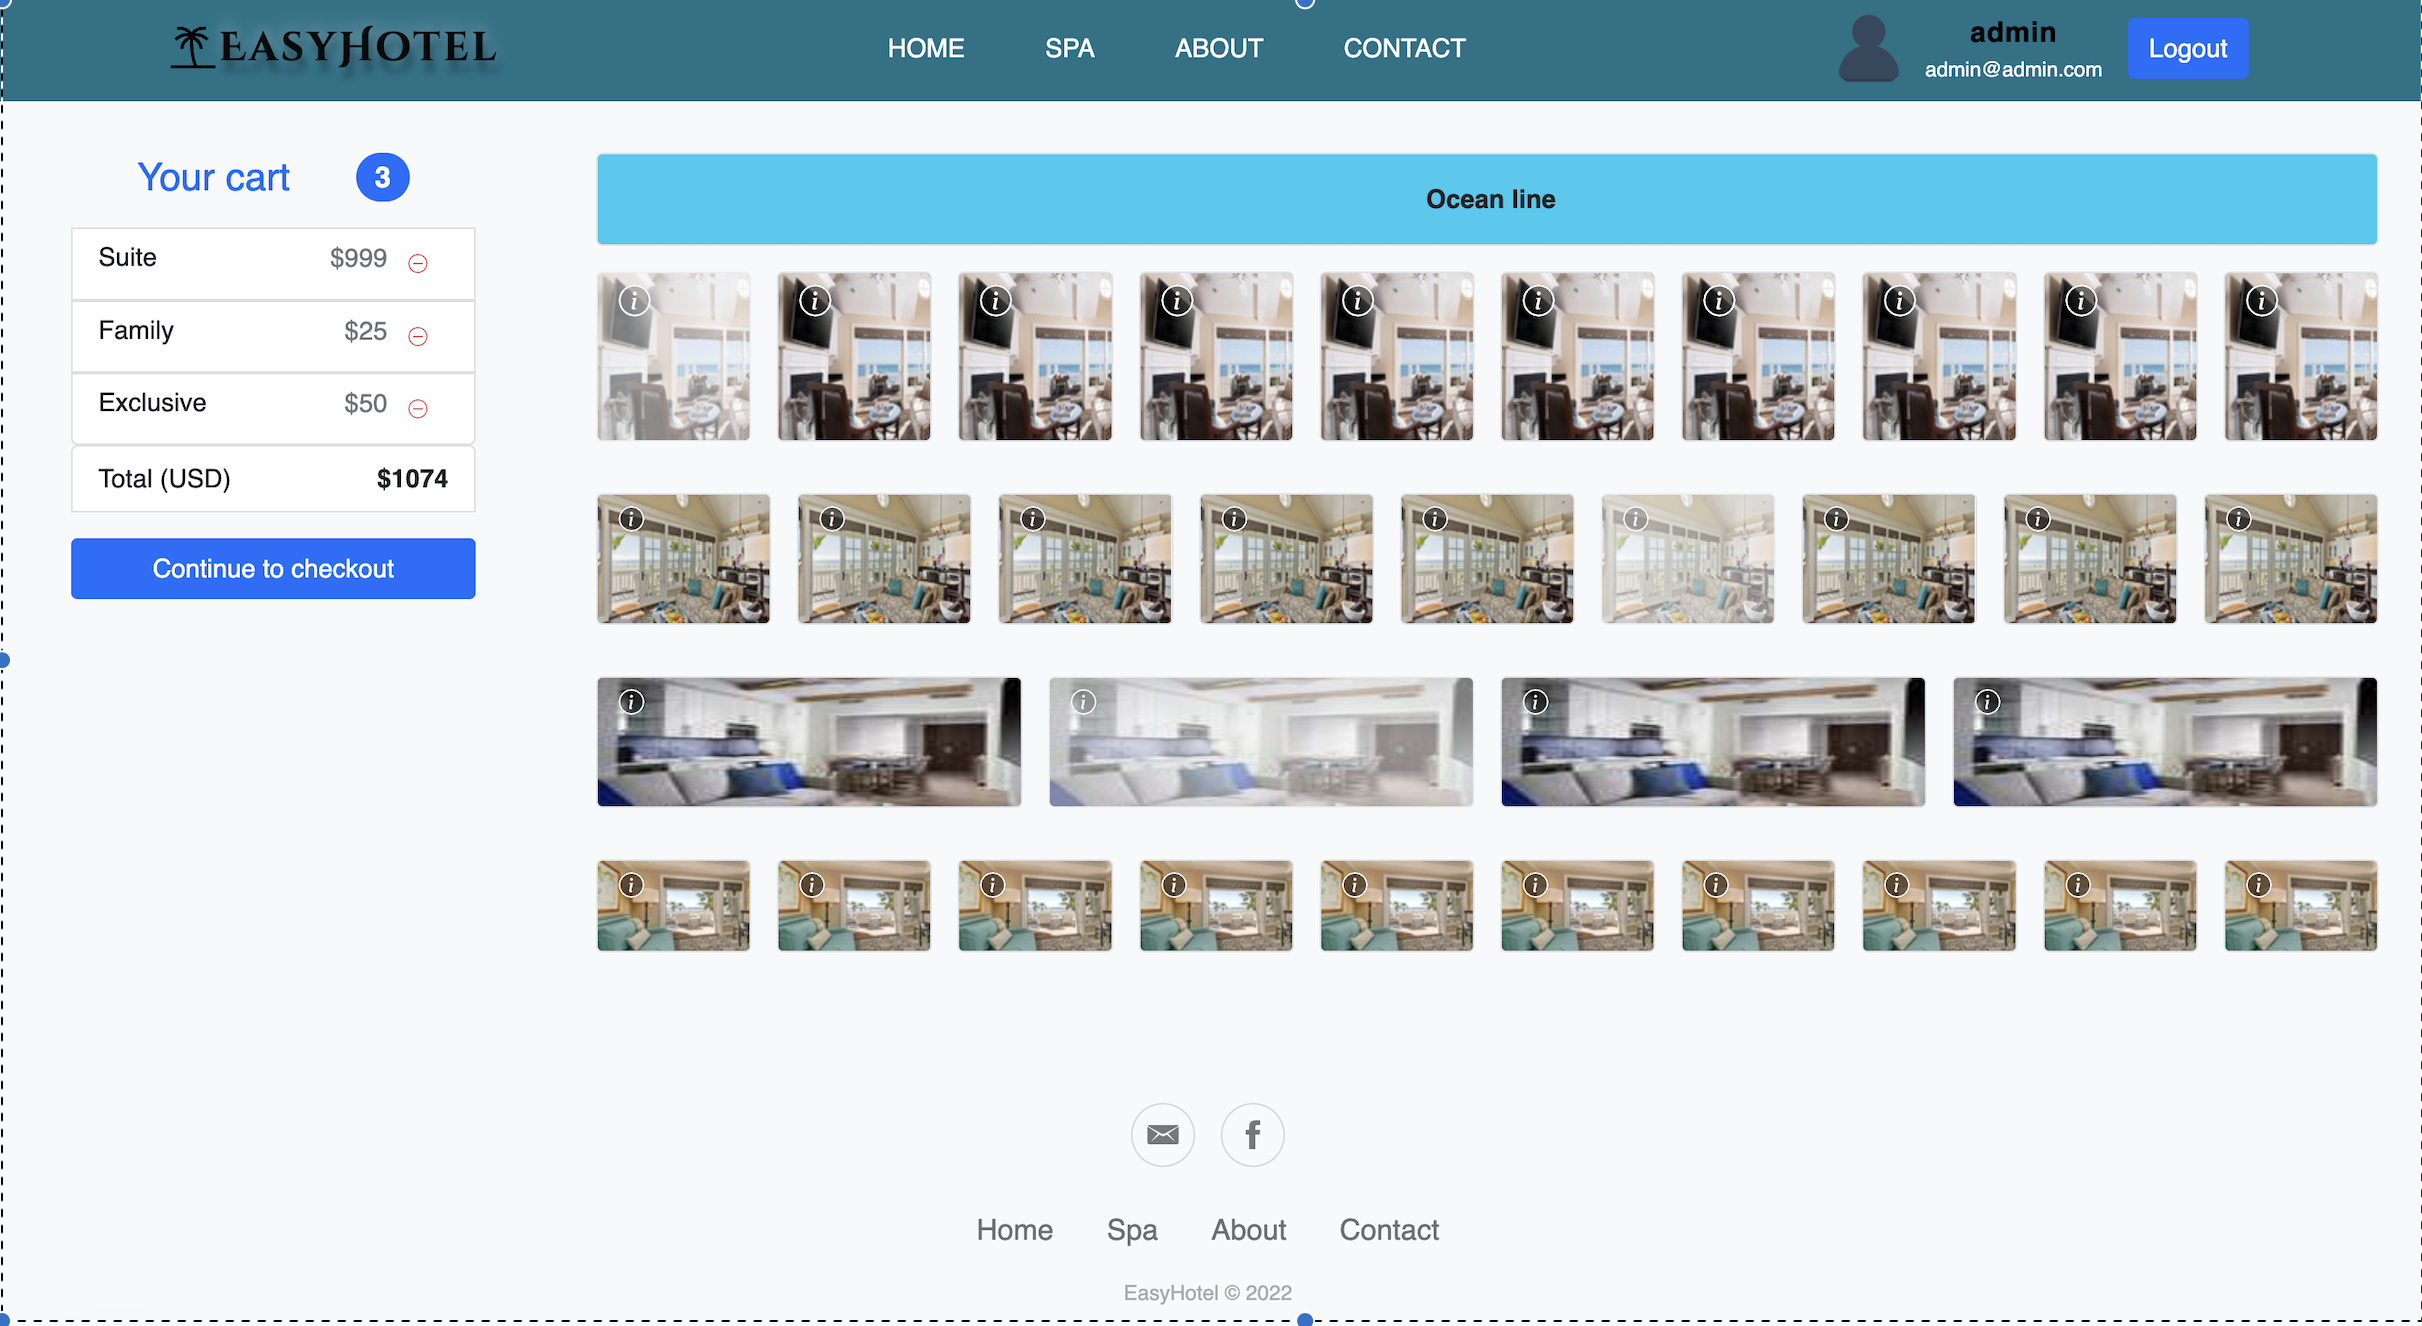 EASYHOTEL
HOME SPA ABOUT CONTACT
admin
admin@admin.com
Logout
Your cart 3
Suite $999
Family $25
Exclusive $50
Total (USD) $1074
Continue to checkout
Ocean line
i i i i i i i i i i
i i i i i i i i i
i i i i
i i i i i i i i i i
f
Home Spa About Contact
EasyHotel © 2022